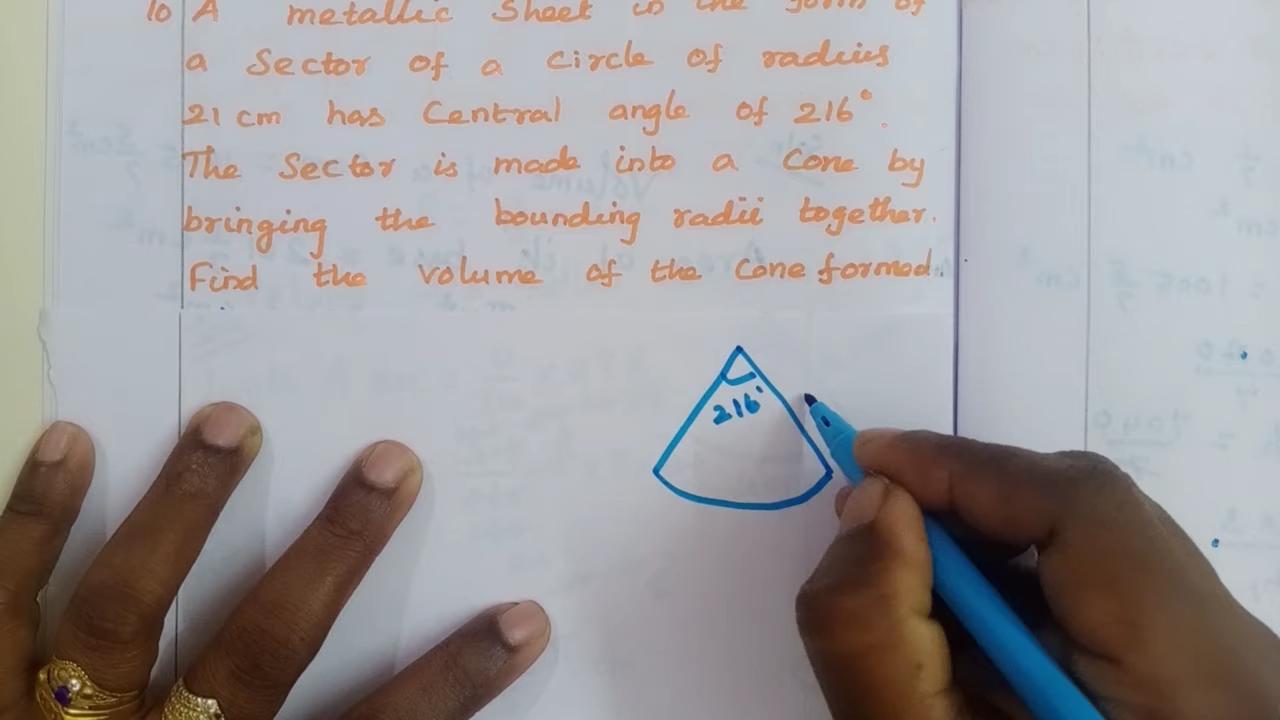 10 A metallic Sheet in the form of
a Sector of a circle of radius
21 cm has Central angle of 216°.
The Sector is made into a Cone by
bringing the bounding radii together.
Find the volume of the Cone formed.
216°